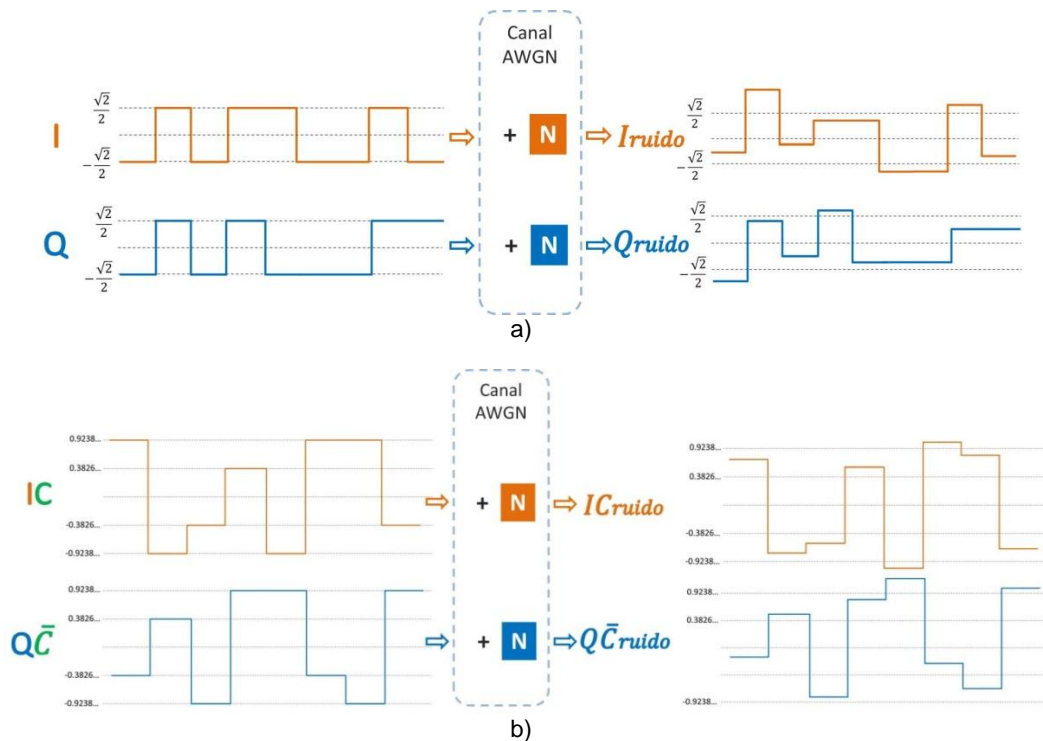 Canal
AWGN
I
√2/2
-√2/2
+ N
Iruido
√2/2
-√2/2
Q
√2/2
-√2/2
+ N
Qruido
√2/2
-√2/2
a)
Canal
AWGN
IC
0.9238...
0.3826...
-0.3826...
-0.9238...
+ N
ICruido
0.9238...
0.3826...
-0.3826...
-0.9238...
QC̄
0.9238...
0.3826...
-0.3826...
-0.9238...
+ N
QC̄ruido
0.9238...
0.3826...
-0.3826...
-0.9238...
b)